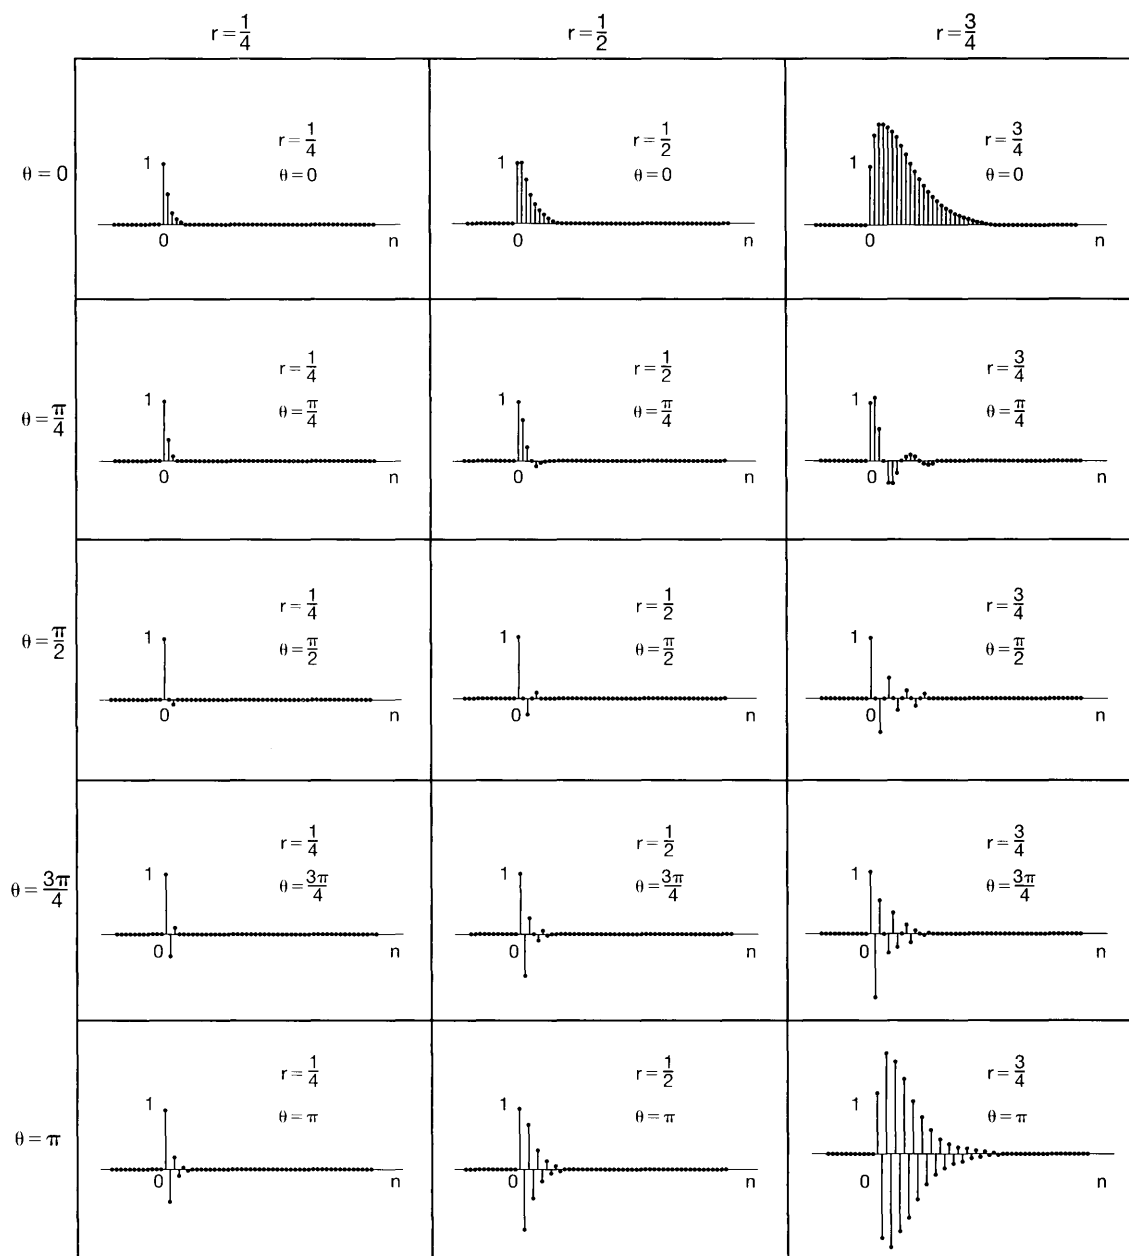 r = 1/4 r = 1/2 r = 3/4
θ = 0
r = 1/4
θ = 0
1
0 n
r = 1/2
θ = 0
1
0 n
r = 3/4
θ = 0
1
0 n
θ = π/4
r = 1/4
θ = π/4
1
0 n
r = 1/2
θ = π/4
1
0 n
r = 3/4
θ = π/4
1
0 n
θ = π/2
r = 1/4
θ = π/2
1
0 n
r = 1/2
θ = π/2
1
0 n
r = 3/4
θ = π/2
1
0 n
θ = 3π/4
r = 1/4
θ = 3π/4
1
0 n
r = 1/2
θ = 3π/4
1
0 n
r = 3/4
θ = 3π/4
1
0 n
θ = π
r = 1/4
θ = π
1
0 n
r = 1/2
θ = π
1
0 n
r = 3/4
θ = π
1
0 n